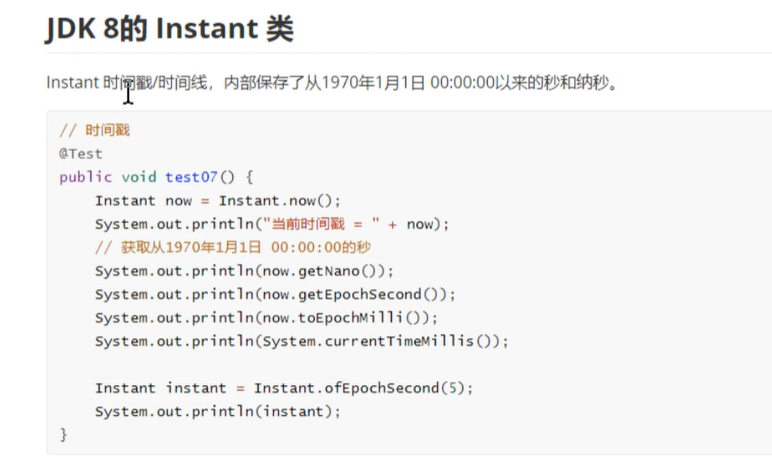 JDK 8的 Instant 类
Instant 时间戳/时间线，内部保存了从1970年1月1日 00:00:00以来的秒和纳秒。
// 时间戳
@Test
public void test07() {
    Instant now = Instant.now();
    System.out.println("当前时间戳 = " + now);
    // 获取从1970年1月1日 00:00:00的秒
    System.out.println(now.getNano());
    System.out.println(now.getEpochSecond());
    System.out.println(now.toEpochMilli());
    System.out.println(System.currentTimeMillis());
    Instant instant = Instant.ofEpochSecond(5);
    System.out.println(instant);
}